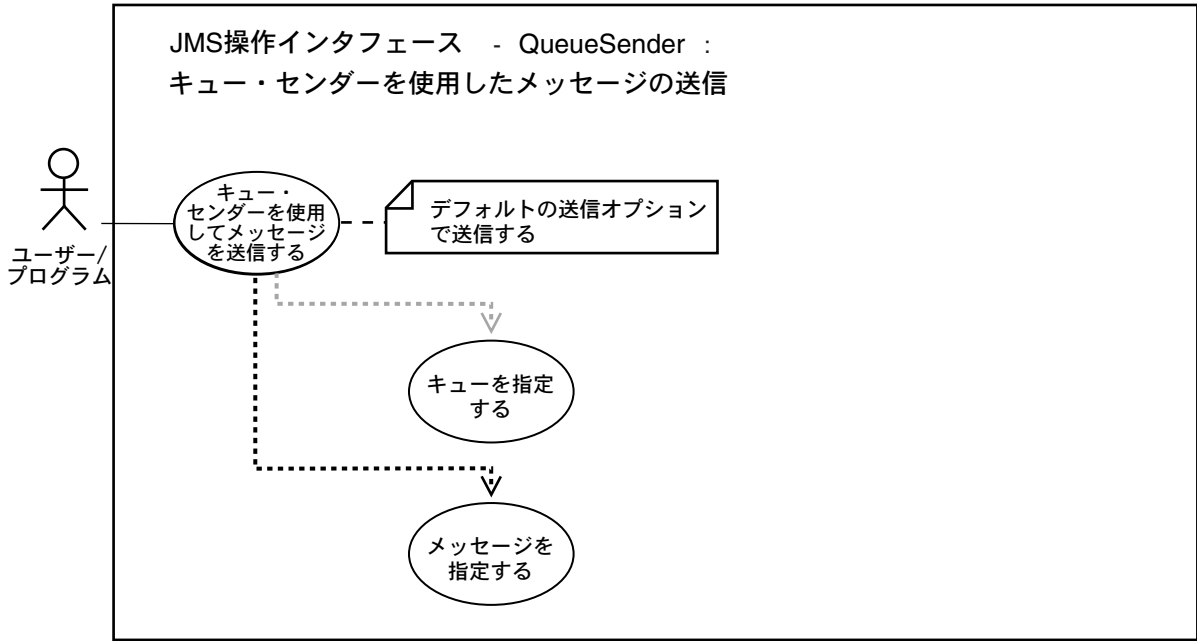 JMS操作インタフェース - QueueSender :
キュー・センダーを使用したメッセージの送信
キュー・
センダーを使用
してメッセージ
を送信する
デフォルトの送信オプション
で送信する
ユーザー/
プログラム
キューを指定
する
メッセージを
指定する